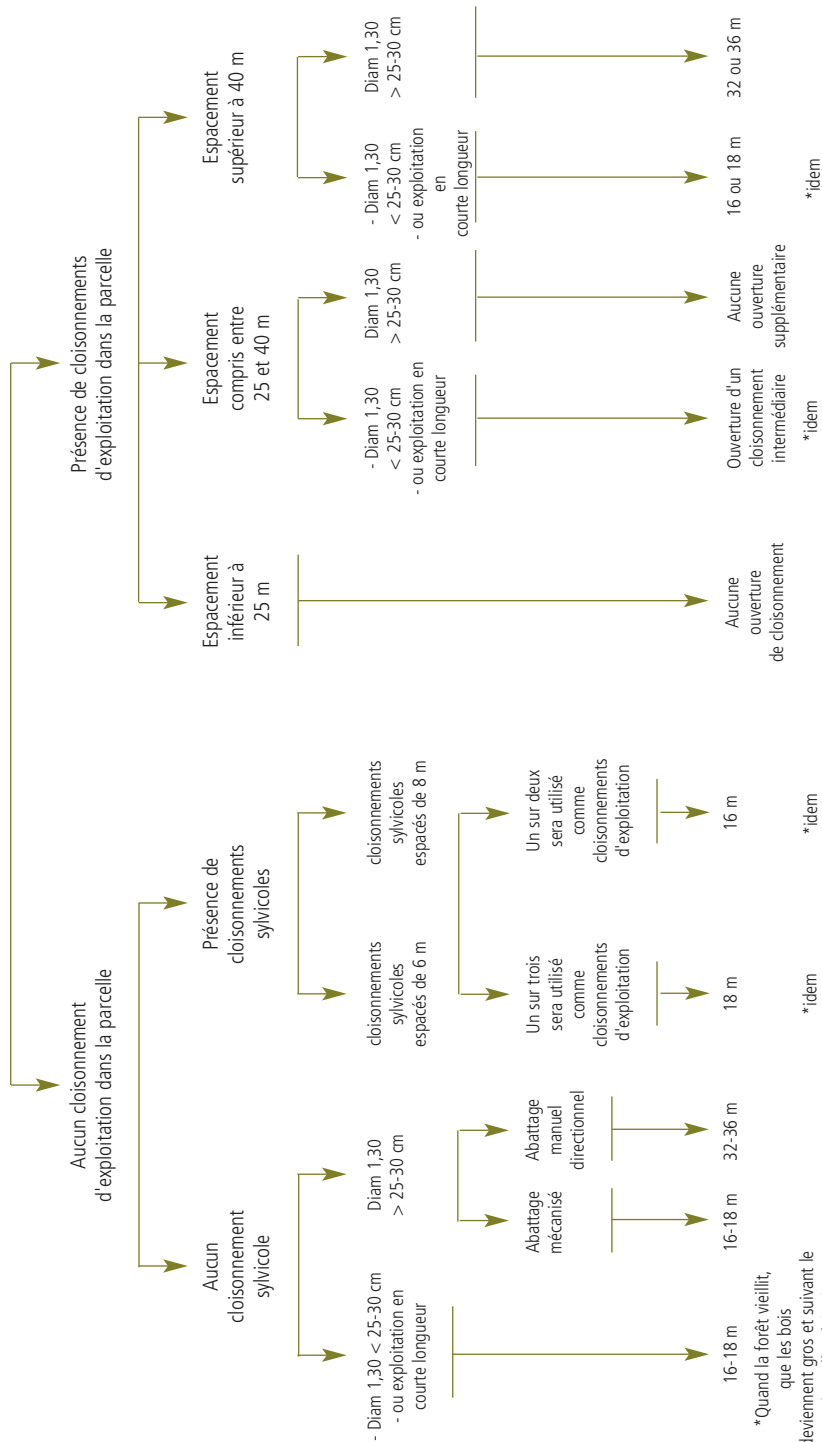 Aucun cloisonnement
d'exploitation dans la parcelle
Présence de cloisonnements
d'exploitation dans la parcelle
Aucun
cloisonnement
sylvicole
Présence de
cloisonnements
sylvicoles
Espacement
inférieur à
25 m
Espacement
compris entre
25 et 40 m
Espacement
supérieur à 40 m
- Diam 1,30 < 25-30 cm
- ou exploitation en
courte longueur
Diam 1,30
> 25-30 cm
cloisonnements
sylvicoles
espacés de 6 m
cloisonnements
sylvicoles
espacés de 8 m
- Diam 1,30
< 25-30 cm
- ou exploitation en
courte longueur
Diam 1,30
> 25-30 cm
- Diam 1,30
< 25-30 cm
- ou exploitation
en
courte longueur
Diam 1,30
> 25-30 cm
Abattage
mécanisé
Abattage
manuel
directionnel
Un sur trois
sera utilisé
comme
cloisonnements
d'exploitation
Un sur deux
sera utilisé
comme
cloisonnements
d'exploitation
16-18 m
16-18 m
32-36 m
18 m
16 m
Aucune
ouverture
de cloisonnement
Ouverture d'un
cloisonnement
intermédiaire
Aucune
ouverture
supplémentaire
16 ou 18 m
32 ou 36 m
*Quand la forêt vieillit,
que les bois
deviennent gros et suivant le
*idem
*idem
*idem
*idem